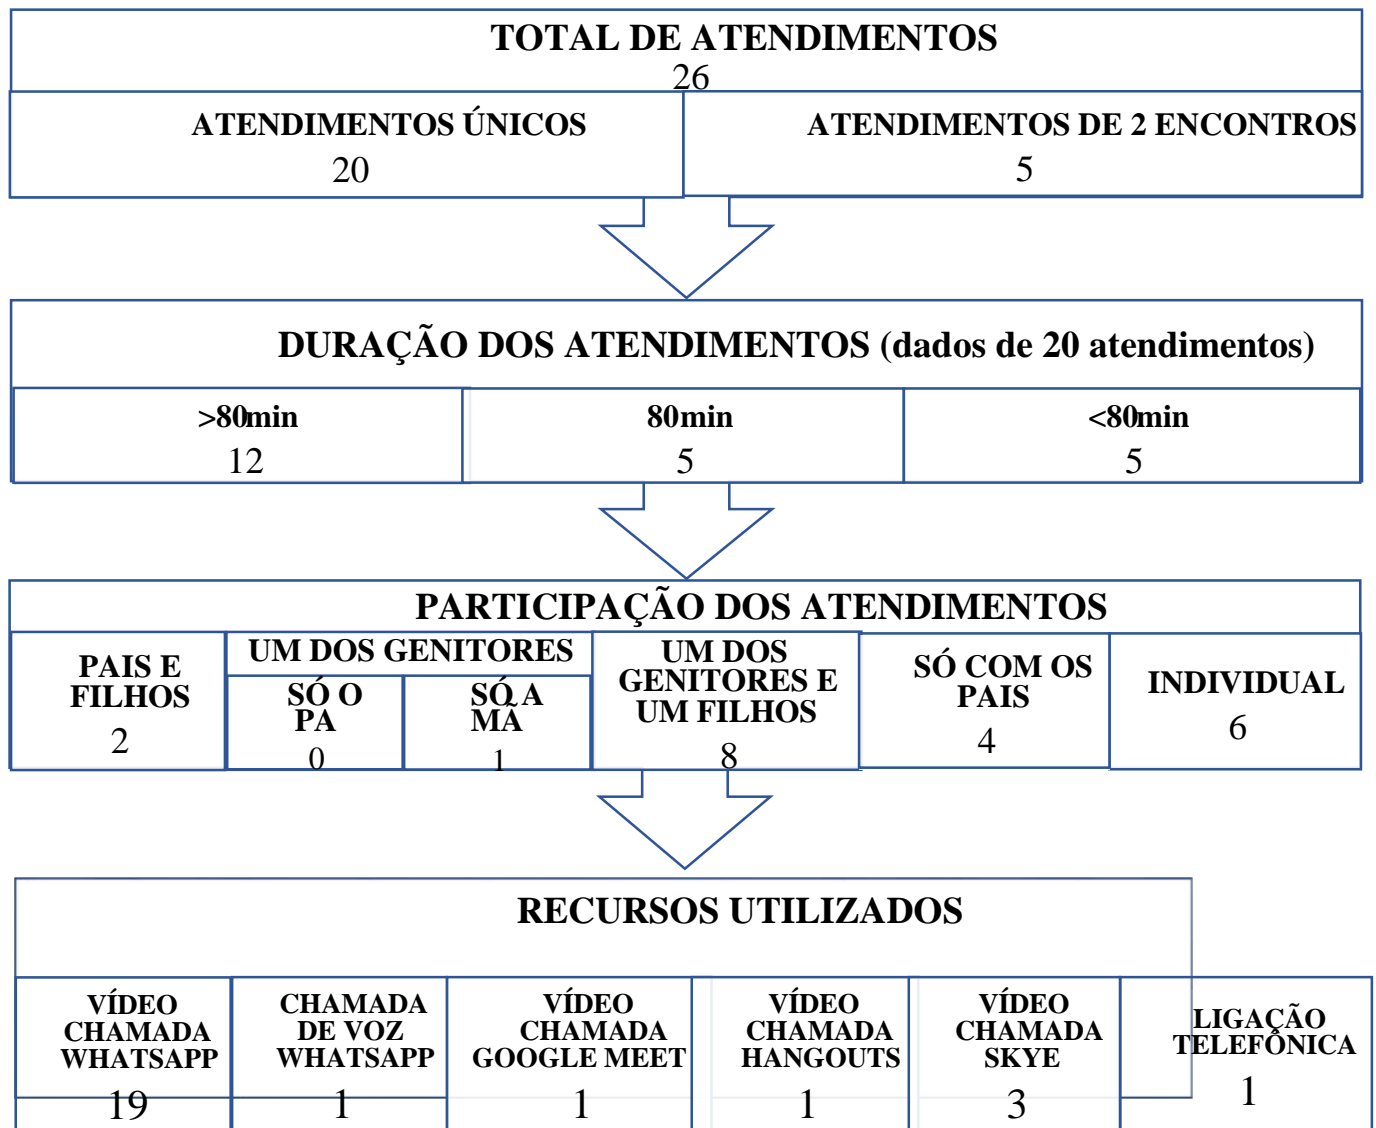 TOTAL DE ATENDIMENTOS
26
ATENDIMENTOS ÚNICOS
20
ATENDIMENTOS DE 2 ENCONTROS
5
DURAÇÃO DOS ATENDIMENTOS (dados de 20 atendimentos)
>80min
12
80min
5
<80min
5
PARTICIPAÇÃO DOS ATENDIMENTOS
PAIS E
FILHOS
2
UM DOS GENITORES
SÓ O
PA
0
SÓ A
MÃ
1
UM DOS
GENITORES E
UM FILHOS
8
SÓ COM OS
PAIS
4
INDIVIDUAL
6
RECURSOS UTILIZADOS
VÍDEO
CHAMADA
WHATSAPP
19
CHAMADA
DE VOZ
WHATSAPP
1
VÍDEO
CHAMADA
GOOGLE MEET
1
VÍDEO
CHAMADA
HANGOUTS
1
VÍDEO
CHAMADA
SKYE
3
LIGAÇÃO
TELEFÔNICA
1